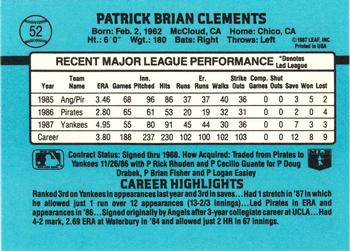 52
PATRICK BRIAN CLEMENTS
Born: Feb. 2, 1962 McCloud, CA Home: Chico, CA
Ht.: 6'0" Wgt.: 180 Bats: Right Throws: Left
©1987 LEAF, INC
Printed in USA
RECENT MAJOR LEAGUE PERFORMANCE *Denotes Led League
ERA Games Inn. Pitched Hits Runs Er. Runs Walks Strike Outs Comp. Games Shut Outs Save Won Lost
1985 Ang/Pir 3.46 68 96 86 37 37 40 36 0 0 3 5 2
1986 Pirates 2.80 65 61 53 20 19 32 31 0 0 2 0 4
1987 Yankees 4.95 55 80 91 45 44 30 36 0 0 7 3 3
Career 3.80 188 237 230 102 100 102 103 0 0 12 8 9
Contract Status: Signed thru 1988. How Acquired: Traded from Pirates to
Yankees 11/26/86 with P Rick Rhoden and P Cecilio Guante for P Doug
Drabek, P Brian Fisher and P Logan Easley
CAREER HIGHLIGHTS
Ranked 3rd on Yankees in appearances last year and 3rd in saves...Had 1 stretch in '87 in which
he allowed just 1 run over 12 appearances (13-2/3 innings)...Led Pirates in ERA and
appearances in '86...Signed originally by Angels after 3-year collegiate career at UCLA...Had
4-2 mark, 2.69 ERA at Waterbury in '84 and allowed just 2 HR in 67 innings.